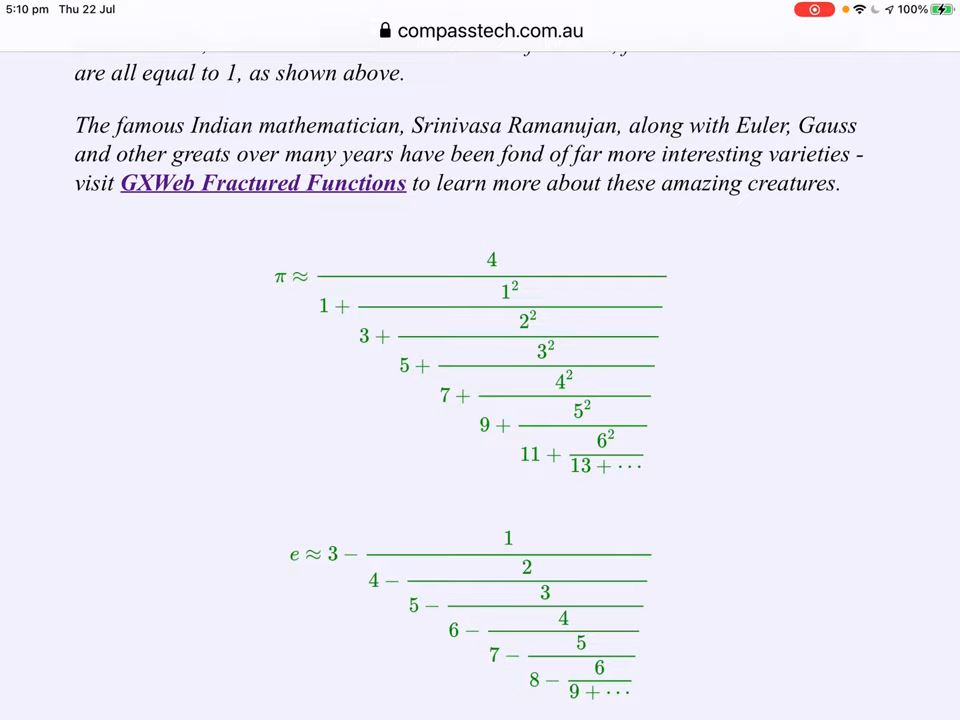 5:10 pm Thu 22 Jul 100%
compasstech.com.au
are all equal to 1, as shown above.
The famous Indian mathematician, Srinivasa Ramanujan, along with Euler, Gauss
and other greats over many years have been fond of far more interesting varieties -
visit GXWeb Fractured Functions to learn more about these amazing creatures.
4
π ≈
1²
1 +
2²
3 +
3²
5 +
4²
7 +
5²
9 +
6²
11 +
13 + ⋯
1
e ≈ 3 −
2
4 −
3
5 −
4
6 −
5
7 −
6
8 −
9 + ⋯